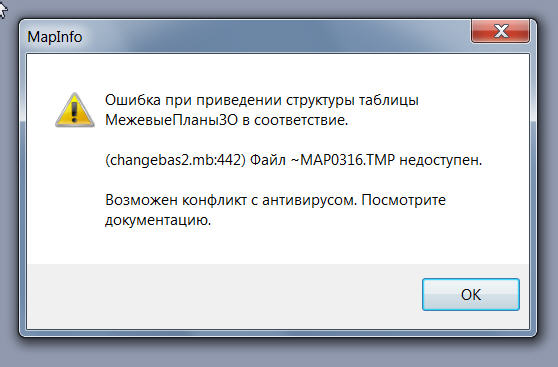 MapInfo
Ошибка при приведении структуры таблицы
МежевыеПланыЗО в соответствие.
(changebas2.mb:442) Файл ~MAP0316.TMP недоступен.
Возможен конфликт с антивирусом. Посмотрите
документацию.
OK